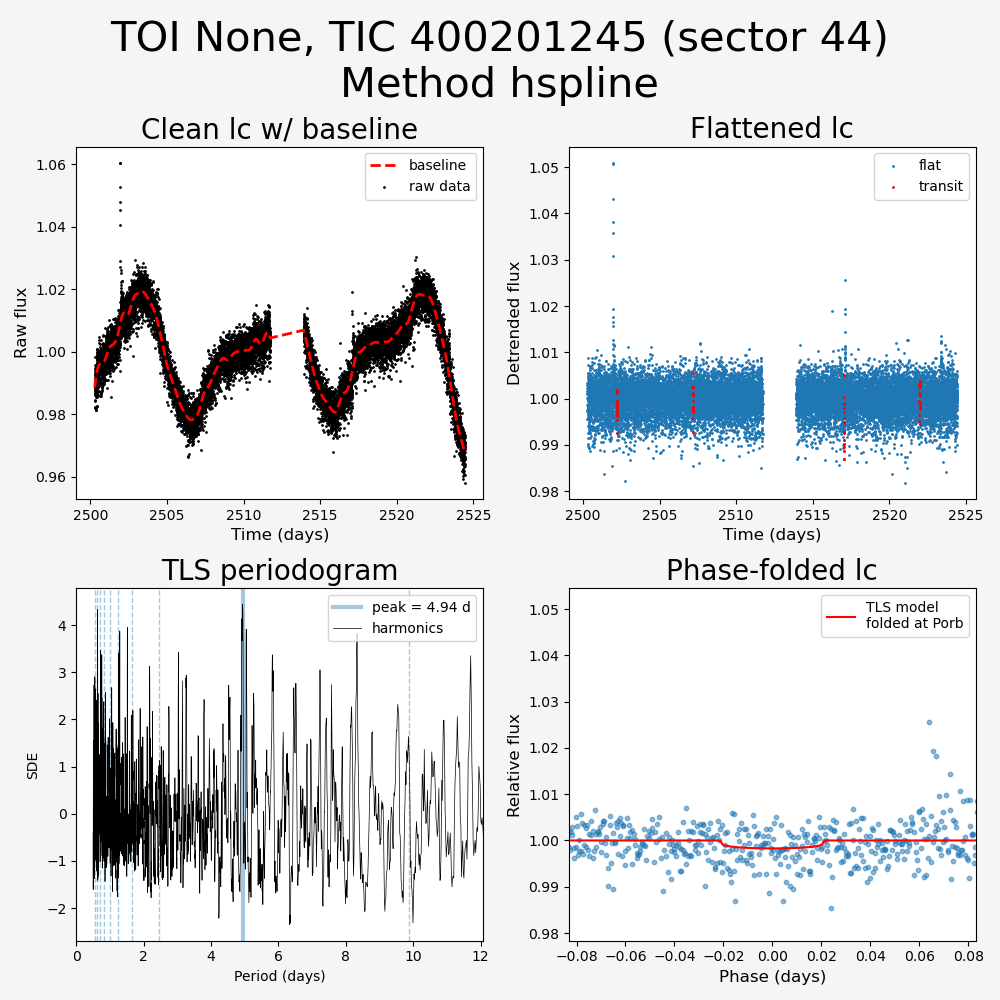 TOI None, TIC 400201245 (sector 44)
Method hspline
Clean lc w/ baseline
Flattened lc
baseline
raw data
1.06
1.04
1.02
1.00
0.98
0.96
Raw flux
2500
2505
2510
2515
2520
2525
Time (days)
flat
transit
1.05
1.04
1.03
1.02
1.01
1.00
0.99
0.98
Detrended flux
2500
2505
2510
2515
2520
2525
Time (days)
TLS periodogram
Phase-folded lc
peak = 4.94 d
harmonics
4
3
2
1
0
−1
−2
SDE
0
2
4
6
8
10
12
Period (days)
TLS model
folded at Porb
1.05
1.04
1.03
1.02
1.01
1.00
0.99
0.98
Relative flux
−0.08
−0.06
−0.04
−0.02
0.00
0.02
0.04
0.06
0.08
Phase (days)